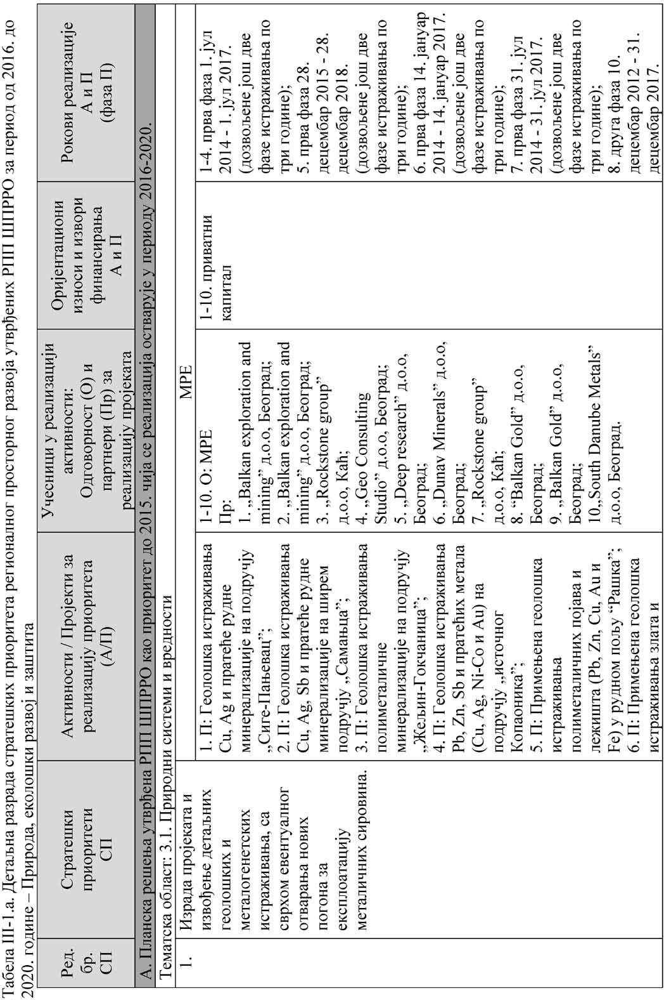 Табела III-1.а. Детаљна разрада стратешких приоритета регионалног просторног развоја утврђених РПП ШПРРО за период од 2016. до
2020. године – Природа, еколошки развој и заштита
Ред.
бр.
СП
Стратешки
приоритети
СП
Активности / Пројекти за
реализацију приоритета
(А/П)
Учесници у реализацији
активности:
Одговорност (О) и
партнери (Пр) за
реализацију пројеката
Оријентациони
износи и извори
финансирања
А и П
Рокови реализације
А и П
(фаза П)
А. Планска решења утврђена РПП ШПРРО као приоритет до 2015. чија се реализација остварује у периоду 2016-2020.
Тематска област: 3.1. Природни системи и вредности
1.
Израда пројеката и
извођење детаљних
геолошких и
металогенетских
истраживања, са
сврхом евентуалног
отварања нових
погона за
експлоатацију
металичних сировина.
МРЕ
1. П: Геолошка истраживања
Cu, Ag и пратеће рудне
минерализације на подручју
„Сиге-Пањевац”;
2. П: Геолошка истраживања
Cu, Ag, Sb и пратеће рудне
минерализације на ширем
подручју „Самањца”;
3. П: Геолошка истраживања
полиметаличне
минерализације на подручју
„Жељин-Гокчаница”;
4. П: Геолошка истраживања
Pb, Zn, Sb и пратећих метала
(Cu, Ag, Ni-Co и Au) на
подручју „источног
Копаоника”;
5. П: Примењена геолошка
истраживања
полиметаличних појава и
лежишта (Pb, Zn, Cu, Au и
Fe) у рудном пољу “Рашка”;
6. П: Примењена геолошка
истраживања злата и
1-10. О: МРЕ
Пр:
1. „Balkan exploration and
mining” д.о.о, Београд;
2. „Balkan exploration and
mining” д.о.о, Београд;
3. „Rockstone group”
д.о.о, Каћ;
4. „Geo Consulting
Studio” д.о.о, Београд;
5. „Deep research” д.о.о,
Београд;
6. „Dunav Minerals” д.о.о,
Београд;
7. „Rockstone group”
д.о.о, Каћ;
8. “Balkan Gold” д.о.о,
Београд;
9. „Balkan Gold” д.о.о,
Београд;
10„South Danube Metals”
д.о.о, Београд.
1-10. приватни
капитал
1-4. прва фаза 1. јул
2014 - 1. јул 2017.
(дозвољене још две
фазе истраживања по
три године);
5. прва фаза 28.
децембар 2015 - 28.
децембар 2018.
(дозвољене још две
фазе истраживања по
три године);
6. прва фаза 14. јануар
2014 - 14. јануар 2017.
(дозвољене још две
фазе истраживања по
три године);
7. прва фаза 31. јул
2014 - 31. јул 2017.
(дозвољене још две
фазе истраживања по
три године);
8. друга фаза 10.
децембар 2012 - 31.
децембар 2017.